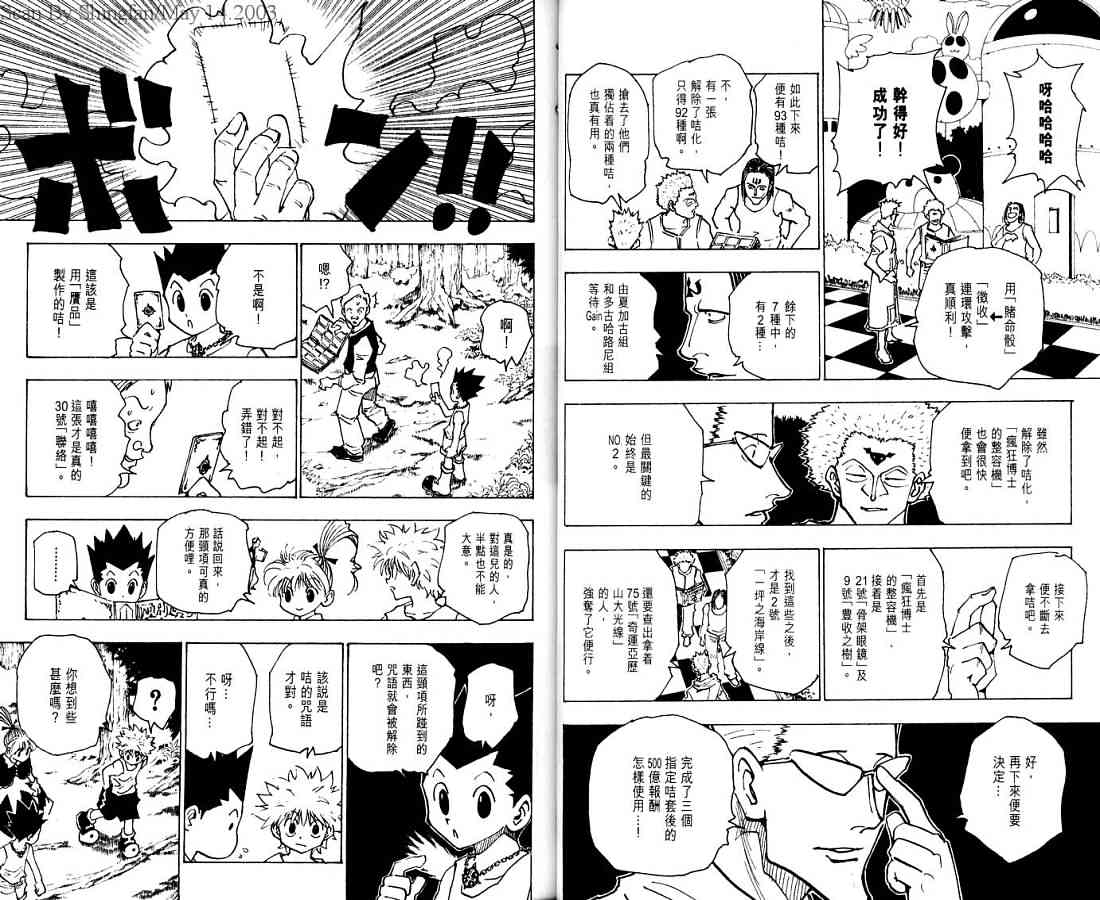 Scan By Shingfan/May 14 2003
呀哈哈哈哈
幹得好！
成功了！
用「賭命骰」
↓
「徵收」
連環攻擊，
真順利！
如此下來
便有93種咭！
不，
有一張
解除了咭化，
只得92種啊。
搶去了他們
獨佔着的兩種咭，
也真有用。
餘下的
7種中，
有2種…
由夏加古組
和多古哈路尼組
等待Gain。
雖然
解除了咭化，
「瘋狂博士
的整容機」
也會很快
便拿到吧。
但最關鍵的
始終是
NO.2。
接下來
便不斷去
拿咭吧。
首先是
「瘋狂博士
的整容機」，
接着是
21號「骨架眼鏡」及
9號「豐收之樹」。
找到這些之後，
才是2號
「一坪之海岸線」。
還要查出拿着
75號「奇運亞歷
山大光線」
的人，
強奪了它便行。
好，
再下來便要
決定…
完成了三個
指定咭套後的
500億報酬
怎樣使用…！
ボンッ!!
啊！
嗯!?
不是啊！
這該是
用「贋品」
製作的咭！
對不起，
對不起！
弄錯了！
嘻嘻嘻嘻！
這張才是真的
30號「聯絡」。
真是的，
對這兒的人
半點也不能
大意。
話說回來，
那頸項可真的
方便哩。
………
呀，
這頸項所踫到的
東西
咒語就會被解除
吧？
該說是
咭的咒語
才對。
呀…
不行嗎…
？
你想到些
甚麼嗎？